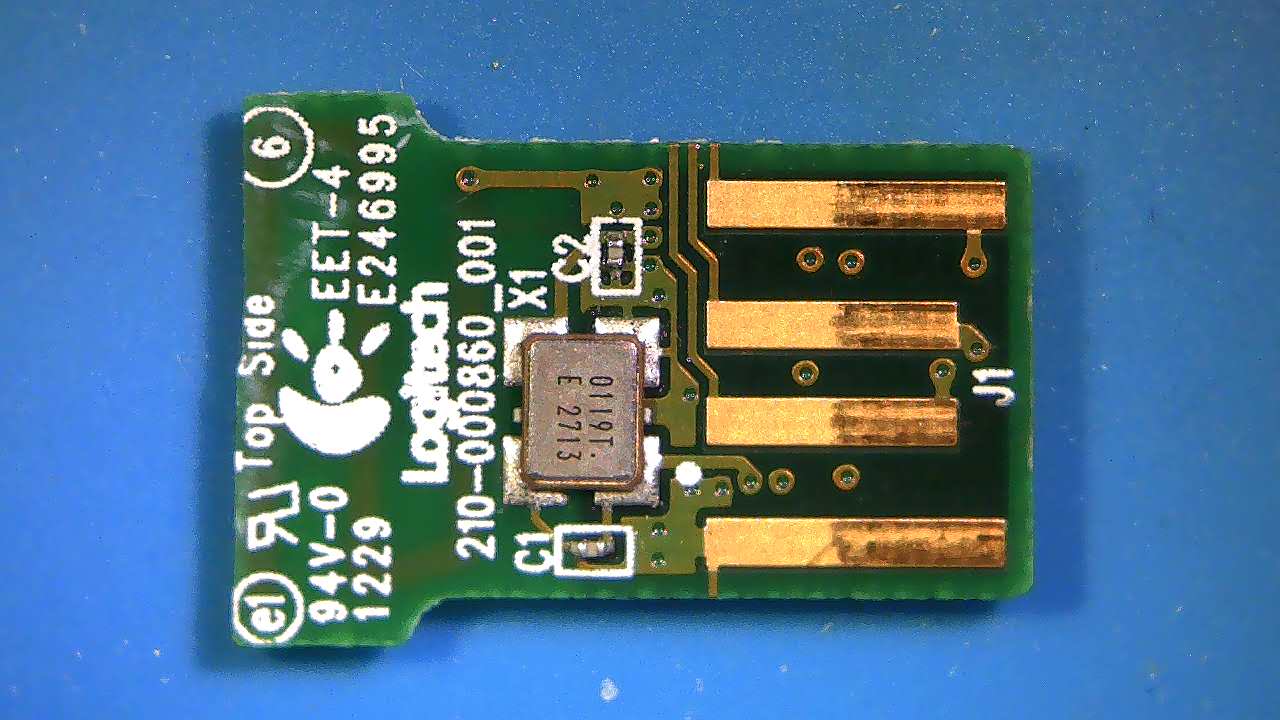 e1 RU Top Side 6
94V-0 EET-4
1229 E246995
Logitech
210-000860_001
X1
C1
C2
0119T.
E 2713
J1